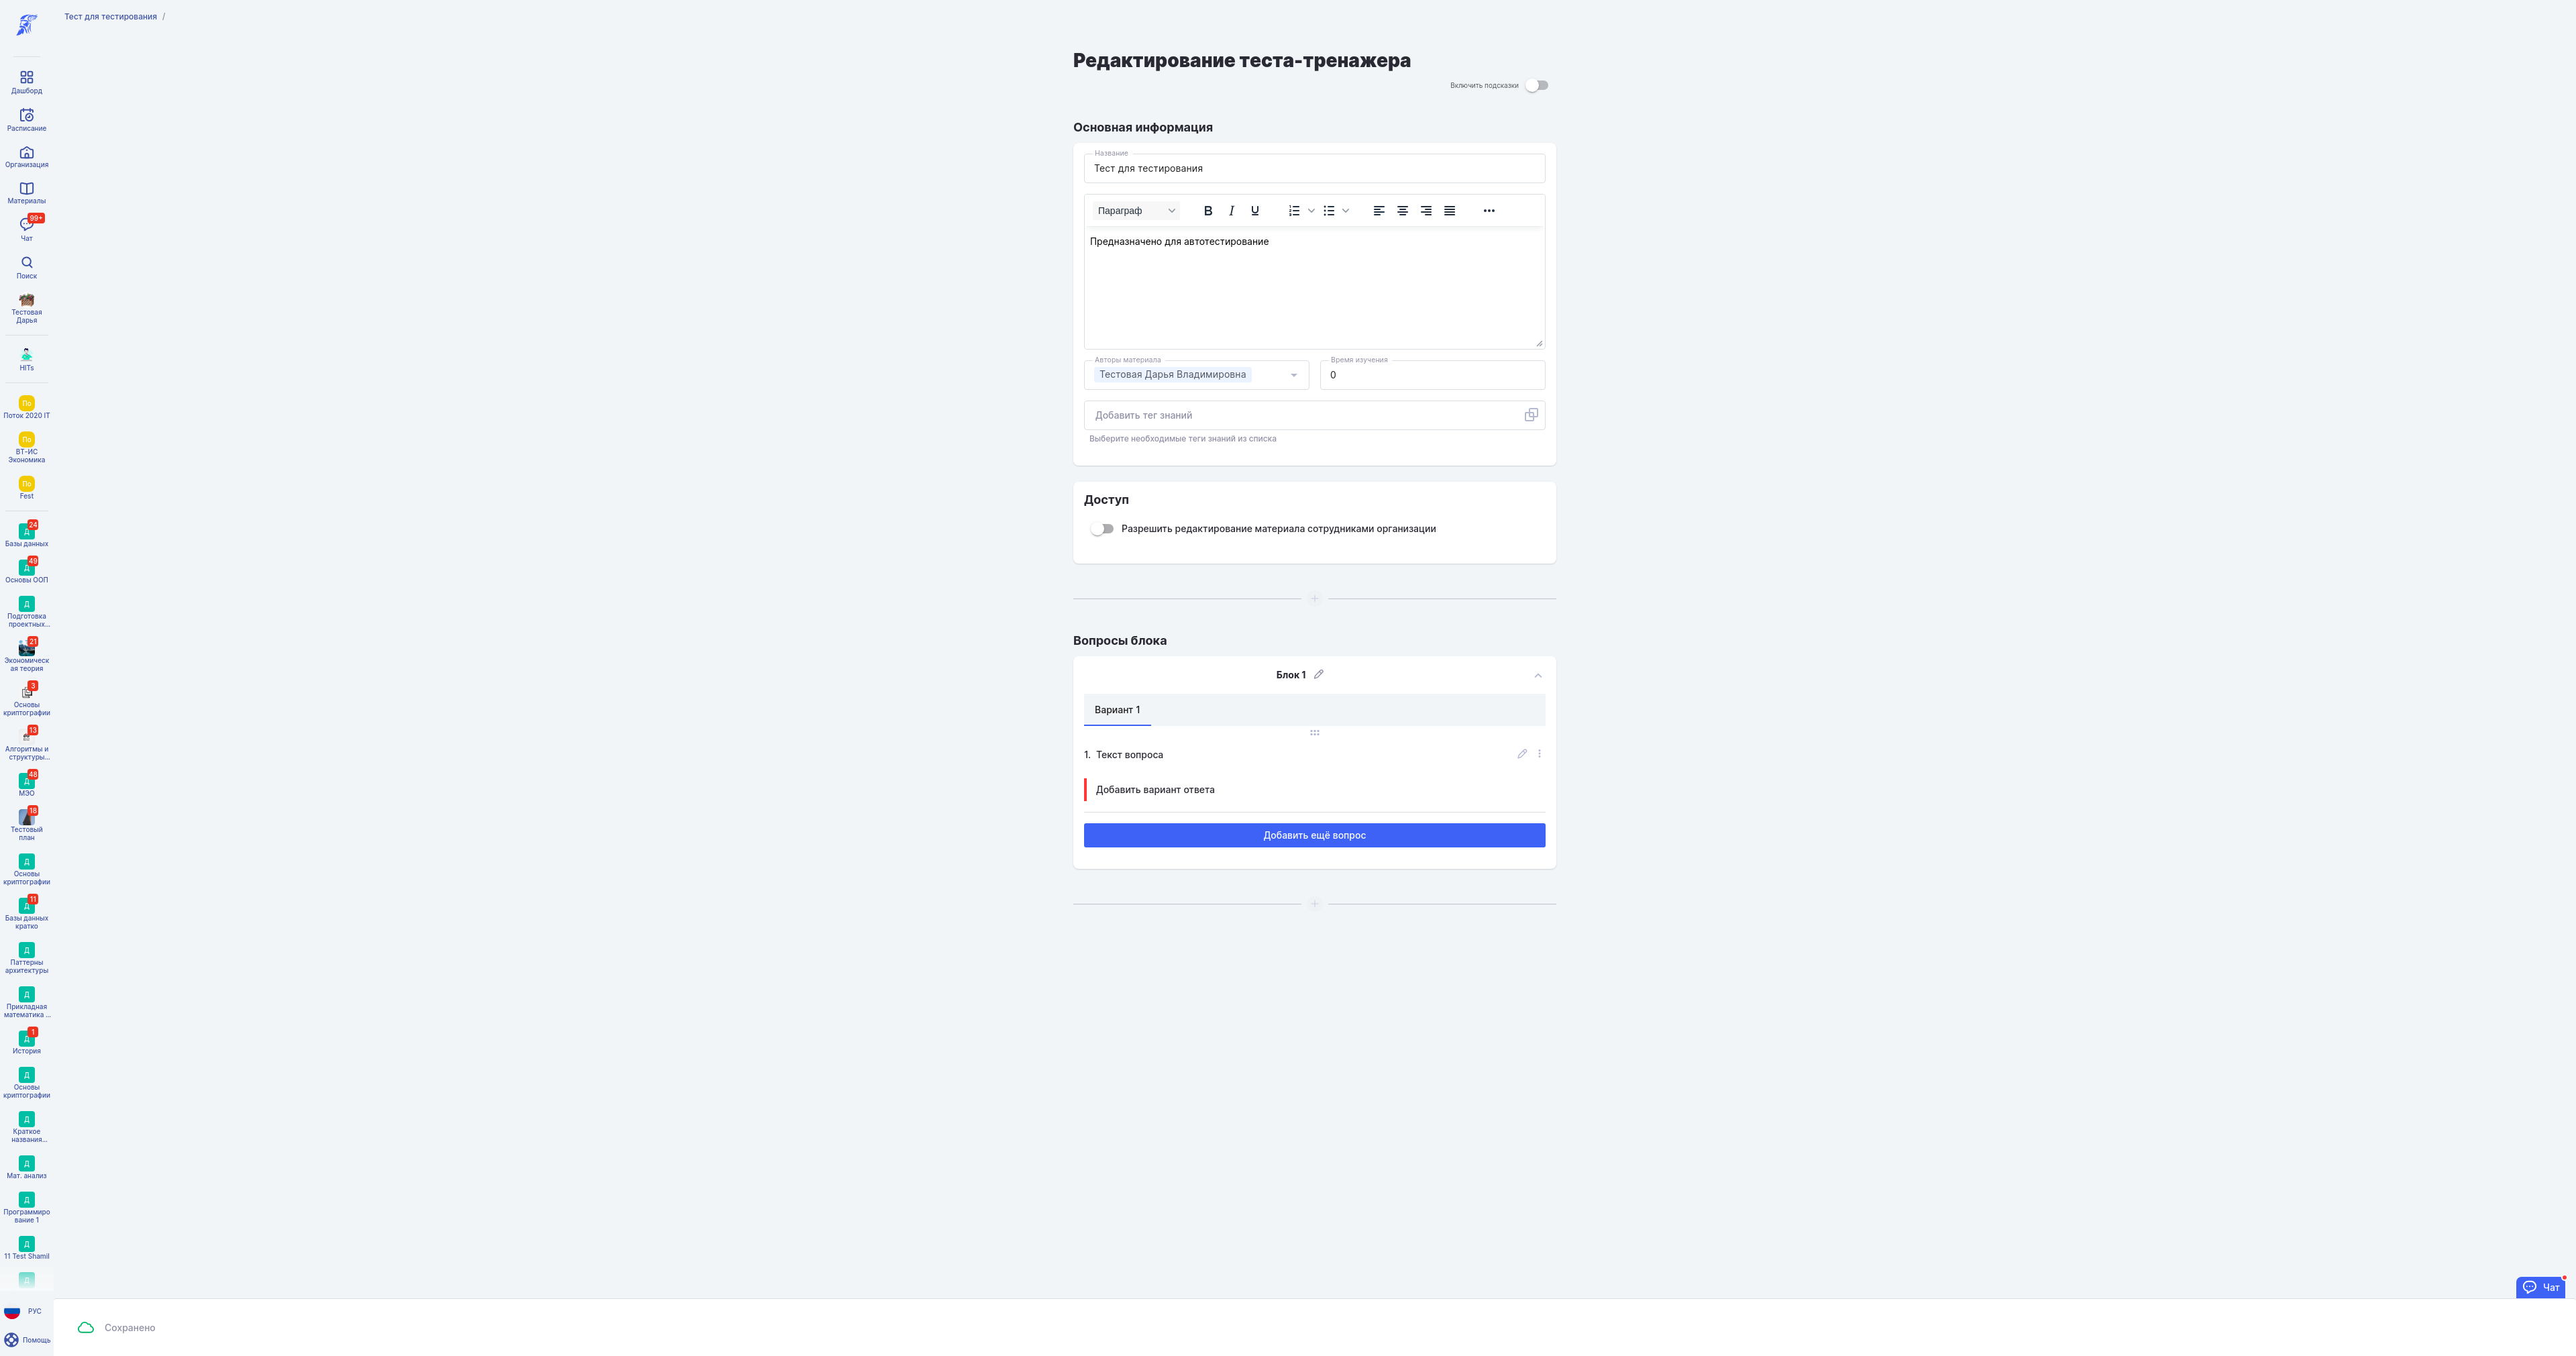 Тест для тестирования /
Дашборд
Расписание
Организация
Материалы
99+
Чат
Поиск
Тестовая
Дарья
HITs
По
Поток 2020 IT
По
ВТ-ИС
Экономика
По
Fest
24
Д
Базы данных
49
Д
Основы ООП
Д
Подготовка
проектных...
21
Экономическ
ая теория
3
Основы
криптографии
13
Алгоритмы и
структуры...
48
Д
МЭО
18
Тестовый
план
Д
Основы
криптографии
11
Д
Базы данных
кратко
Д
Паттерны
архитектуры
Д
Прикладная
математика ...
1
Д
История
Д
Основы
криптографии
Д
Краткое
названия...
Д
Мат. анализ
Д
Программиро
вание 1
Д
11 Test Shamil
Д
РУС
Помощь
Редактирование теста-тренажера
Включить подсказки
Основная информация
Название
Тест для тестирования
Параграф
Предназначено для автотестирование
Авторы материала
Тестовая Дарья Владимировна
Время изучения
0
Добавить тег знаний
Выберите необходимые теги знаний из списка
Доступ
Разрешить редактирование материала сотрудниками организации
Вопросы блока
Блок 1
Вариант 1
1. Текст вопроса
Добавить вариант ответа
Добавить ещё вопрос
Чат
Сохранено